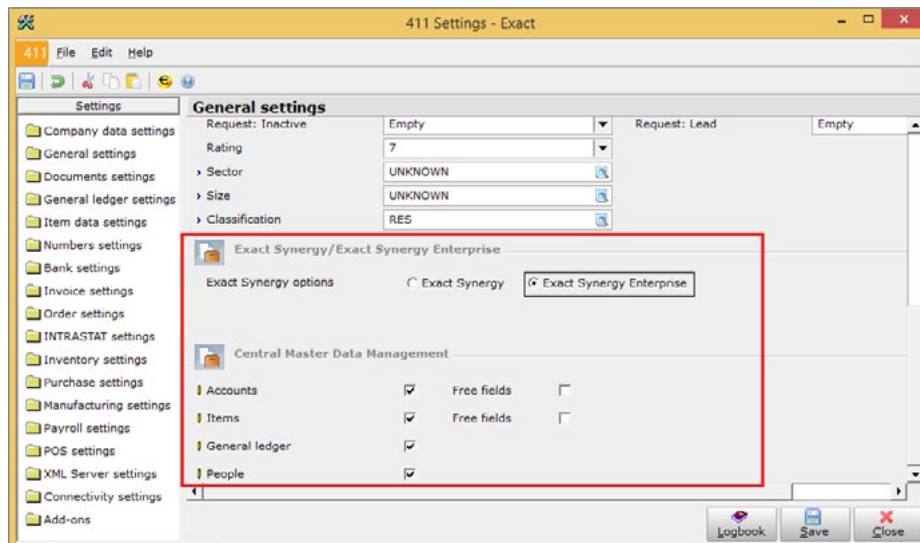 411 Settings - Exact
411 File Edit Help
Settings
Company data settings
General settings
Documents settings
General ledger settings
Item data settings
Numbers settings
Bank settings
Invoice settings
Order settings
INTRASTAT settings
Inventory settings
Purchase settings
Manufacturing settings
Payroll settings
POS settings
XML Server settings
Connectivity settings
Add-ons
General settings
Request: Inactive Empty Request: Lead Empty
Rating 7
Sector UNKNOWN
Size UNKNOWN
Classification RES
Exact Synergy/Exact Synergy Enterprise
Exact Synergy options Exact Synergy Exact Synergy Enterprise
Central Master Data Management
Accounts Free fields
Items Free fields
General ledger
People
Logbook Save Close